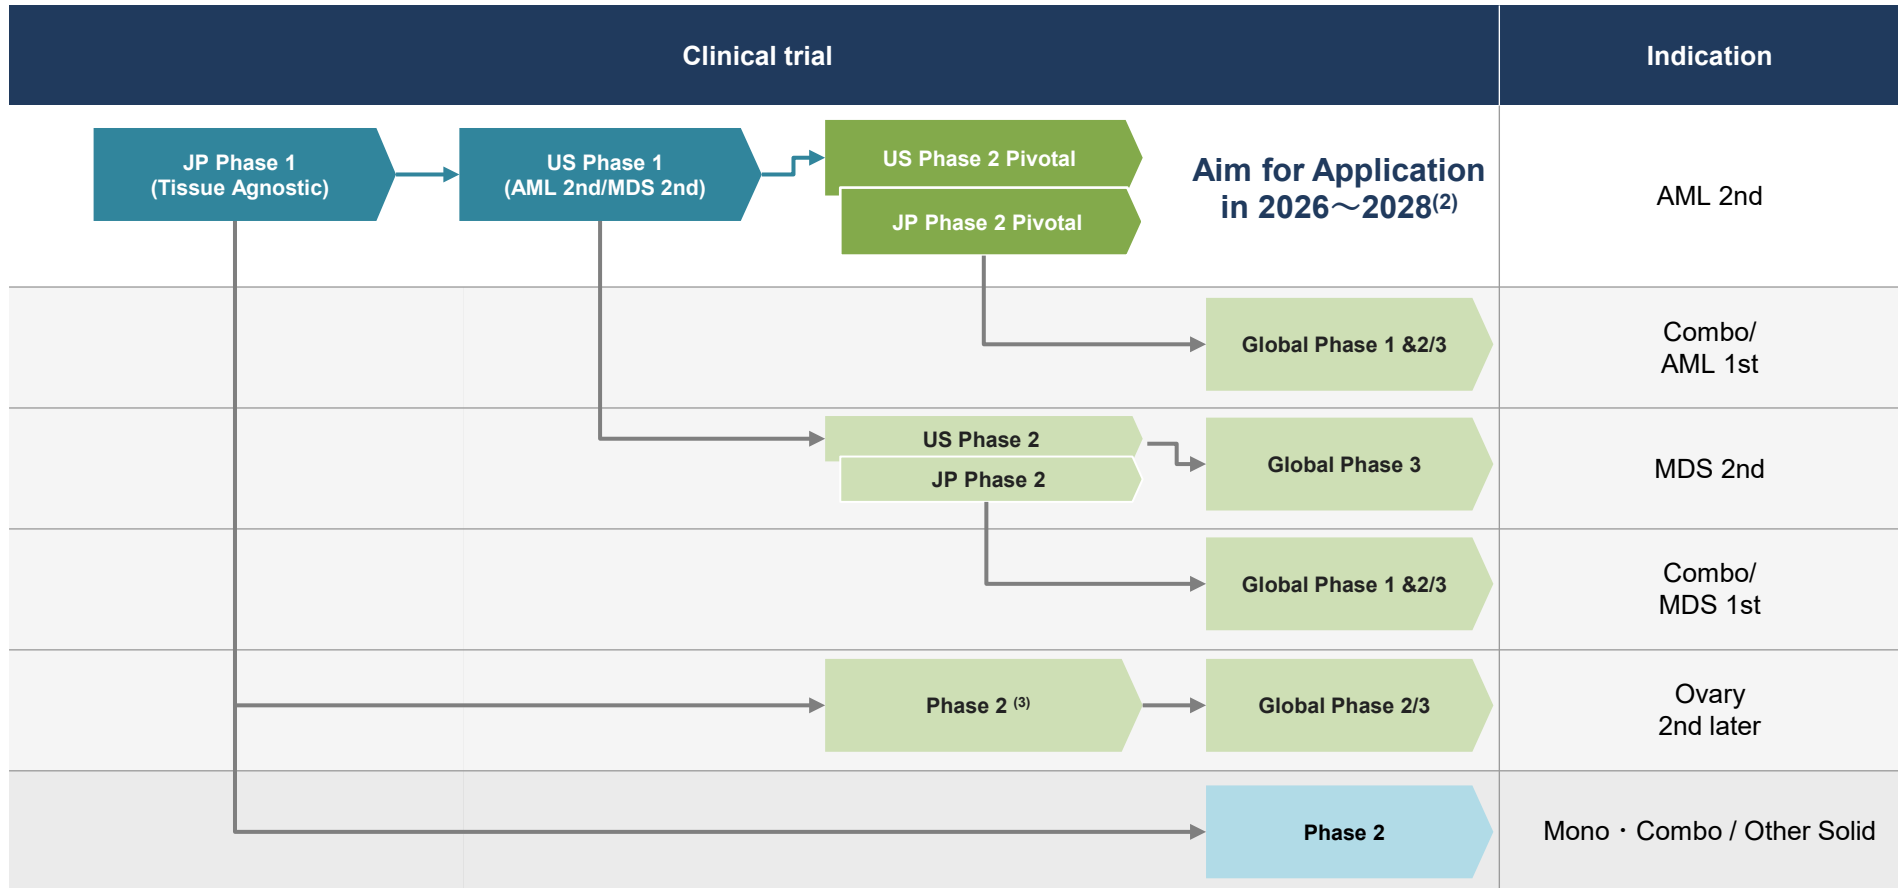 Clinical trial
Indication
JP Phase 1
(Tissue Agnostic)
US Phase 1
(AML 2nd/MDS 2nd)
US Phase 2 Pivotal
JP Phase 2 Pivotal
Aim for Application
in 2026～2028(2)
AML 2nd
Global Phase 1 &2/3
Combo/
AML 1st
US Phase 2
JP Phase 2
Global Phase 3
MDS 2nd
Global Phase 1 &2/3
Combo/
MDS 1st
Phase 2 (3)
Global Phase 2/3
Ovary
2nd later
Phase 2
Mono・Combo / Other Solid